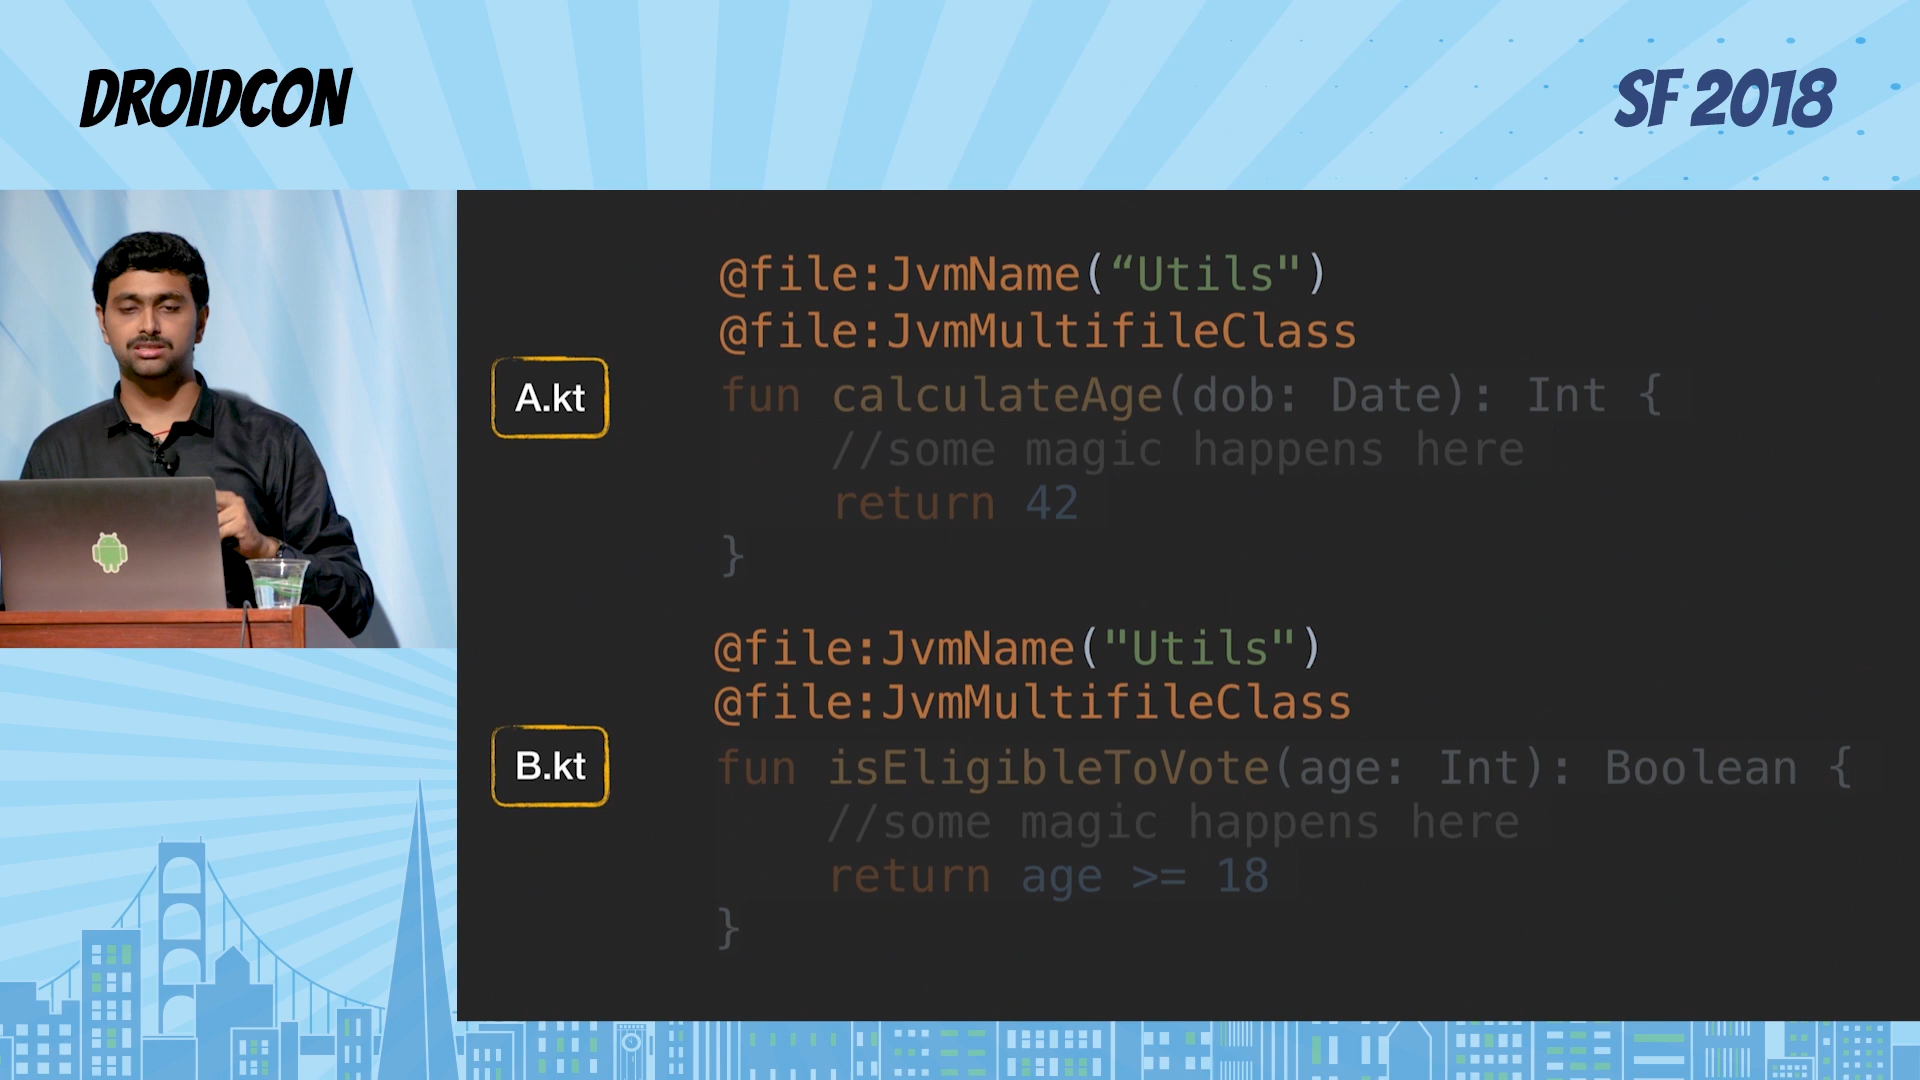 DROIDCON
SF 2018
@file:JvmName(“Utils")
@file:JvmMultifileClass
A.kt
fun calculateAge(dob: Date): Int {
//some magic happens here
return 42
}
@file:JvmName("Utils")
@file:JvmMultifileClass
B.kt
fun isEligibleToVote(age: Int): Boolean {
//some magic happens here
return age >= 18
}